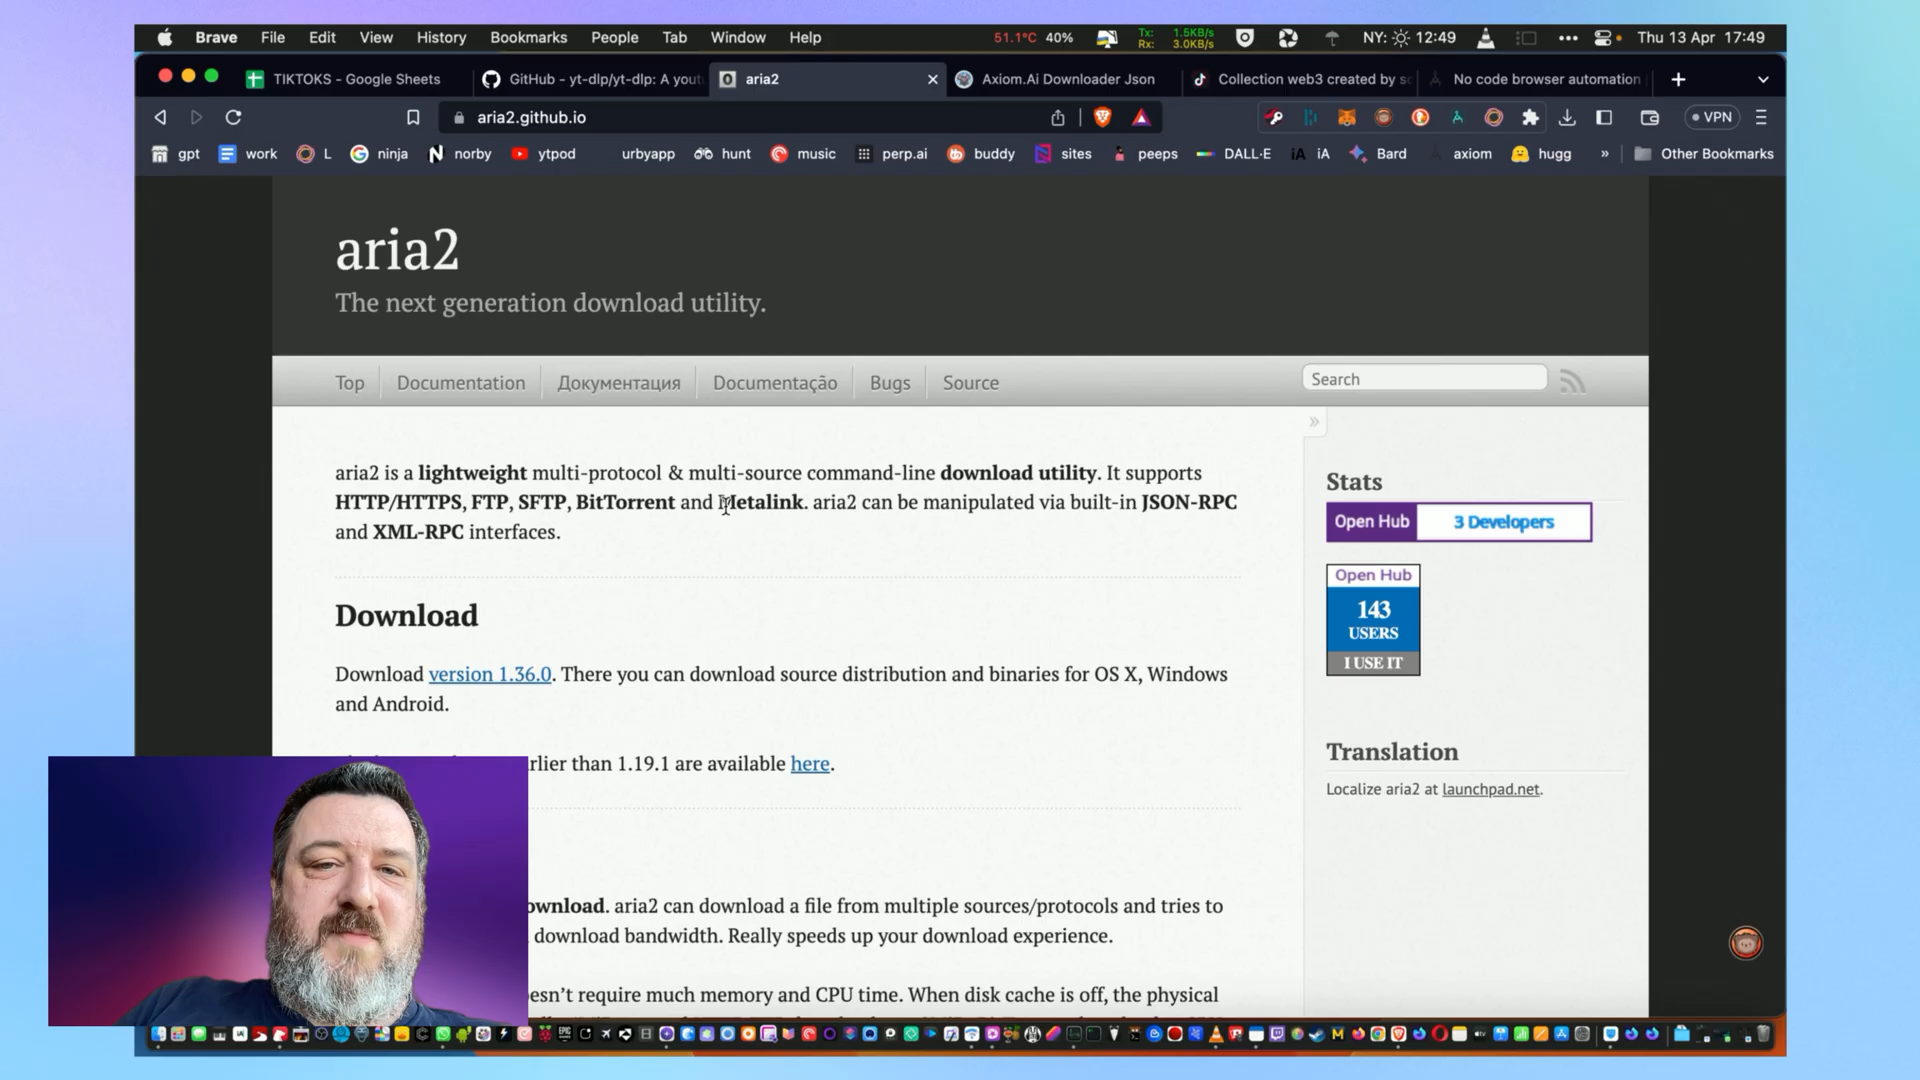 Brave File Edit View History Bookmarks People Tab Window Help 51.1°C 40% Tx: 1.5KB/s Rx: 3.0KB/s NY: 12:49 Thu 13 Apr 17:49
TIKTOKS - Google Sheets GitHub - yt-dlp/yt-dlp: A yout aria2 Axiom.Ai Downloader Json Collection web3 created by sc No code browser automation
aria2.github.io VPN
gpt work L ninja norby ytpod urbyapp hunt music perp.ai buddy sites peeps DALL·E iA Bard axiom hugg » Other Bookmarks
aria2
The next generation download utility.
Top Documentation Документация Documentação Bugs Source Search
»
aria2 is a lightweight multi-protocol & multi-source command-line download utility. It supports
HTTP/HTTPS, FTP, SFTP, BitTorrent and Metalink. aria2 can be manipulated via built-in JSON-RPC
and XML-RPC interfaces.
Download
Download version 1.36.0. There you can download source distribution and binaries for OS X, Windows
and Android.
rlier than 1.19.1 are available here.
ownload. aria2 can download a file from multiple sources/protocols and tries to
download bandwidth. Really speeds up your download experience.
esn't require much memory and CPU time. When disk cache is off, the physical
Stats
Open Hub 3 Developers
Open Hub
143
USERS
I USE IT
Translation
Localize aria2 at launchpad.net.